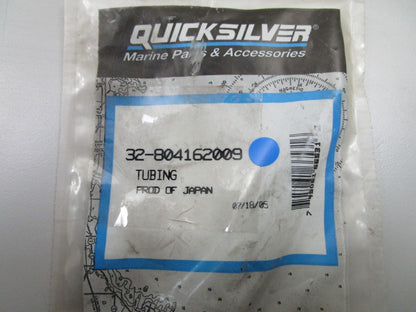 QUICKSILVER
Marine Parts & Accessories
32-804162009
TUBING
PROD OF JAPAN
07/18/05